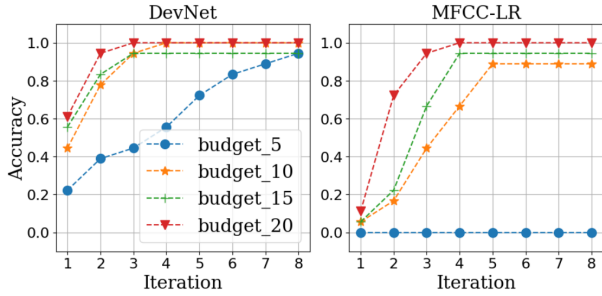 DevNet
MFCC-LR
Accuracy
1.0
0.8
0.6
0.4
0.2
0.0
budget_5
budget_10
budget_15
budget_20
1 2 3 4 5 6 7 8
Iteration
1.0
0.8
0.6
0.4
0.2
0.0
1 2 3 4 5 6 7 8
Iteration